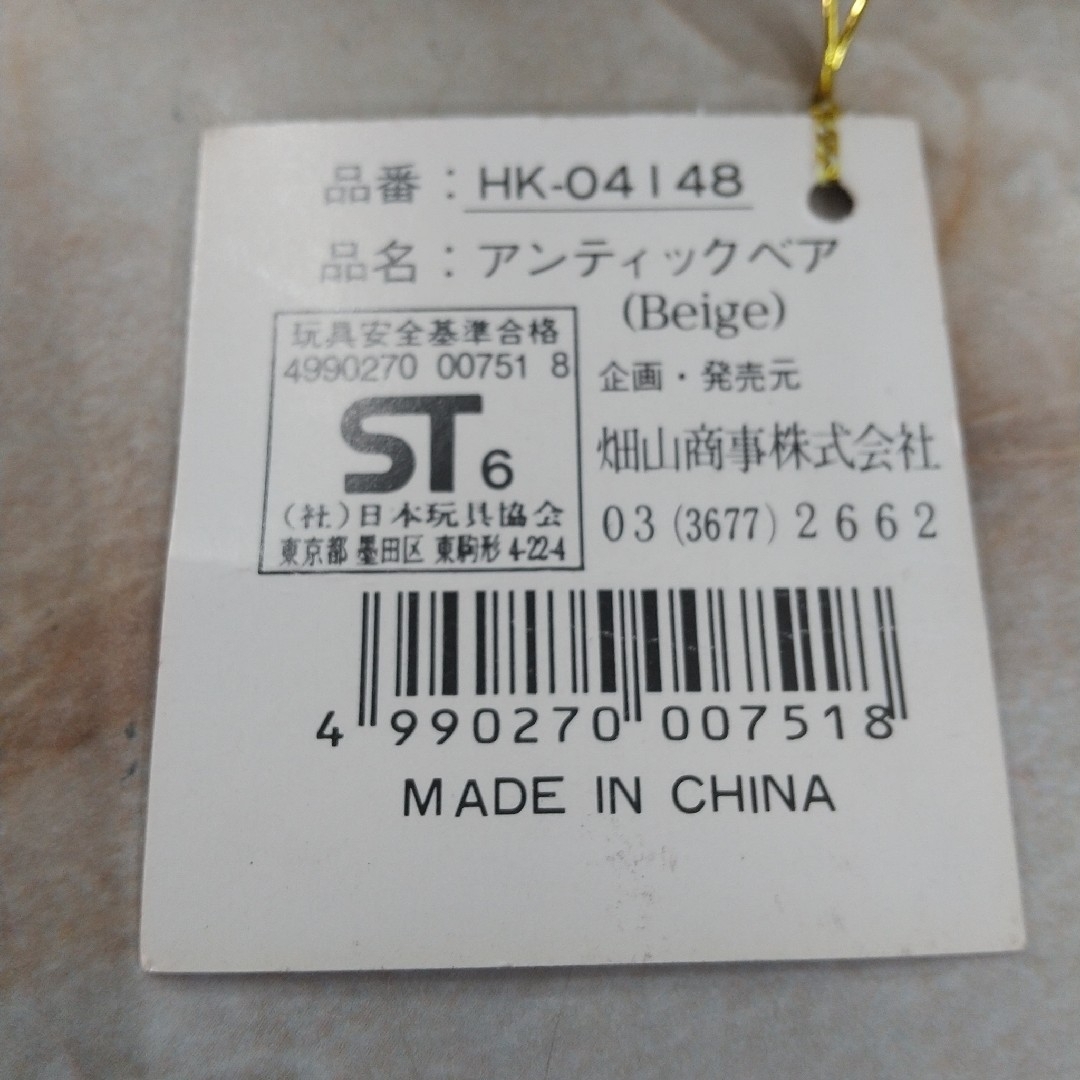 品番：HK-04148
品名：アンティックベア
(Beige)
玩具安全基準合格
4990270 00751 8
ST6
(社)日本玩具協会
東京都 墨田区 東駒形 4-22-4
企画・発売元
畑山商事株式会社
03 (3677) 2662
4 990270 007518
MADE IN CHINA